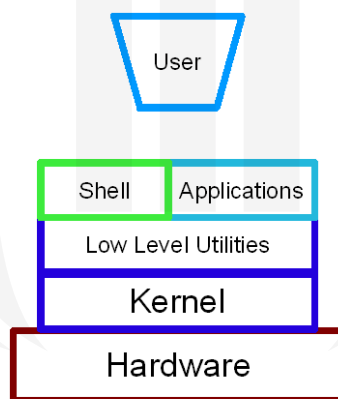 User
Shell Applications
Low Level Utilities
Kernel
Hardware